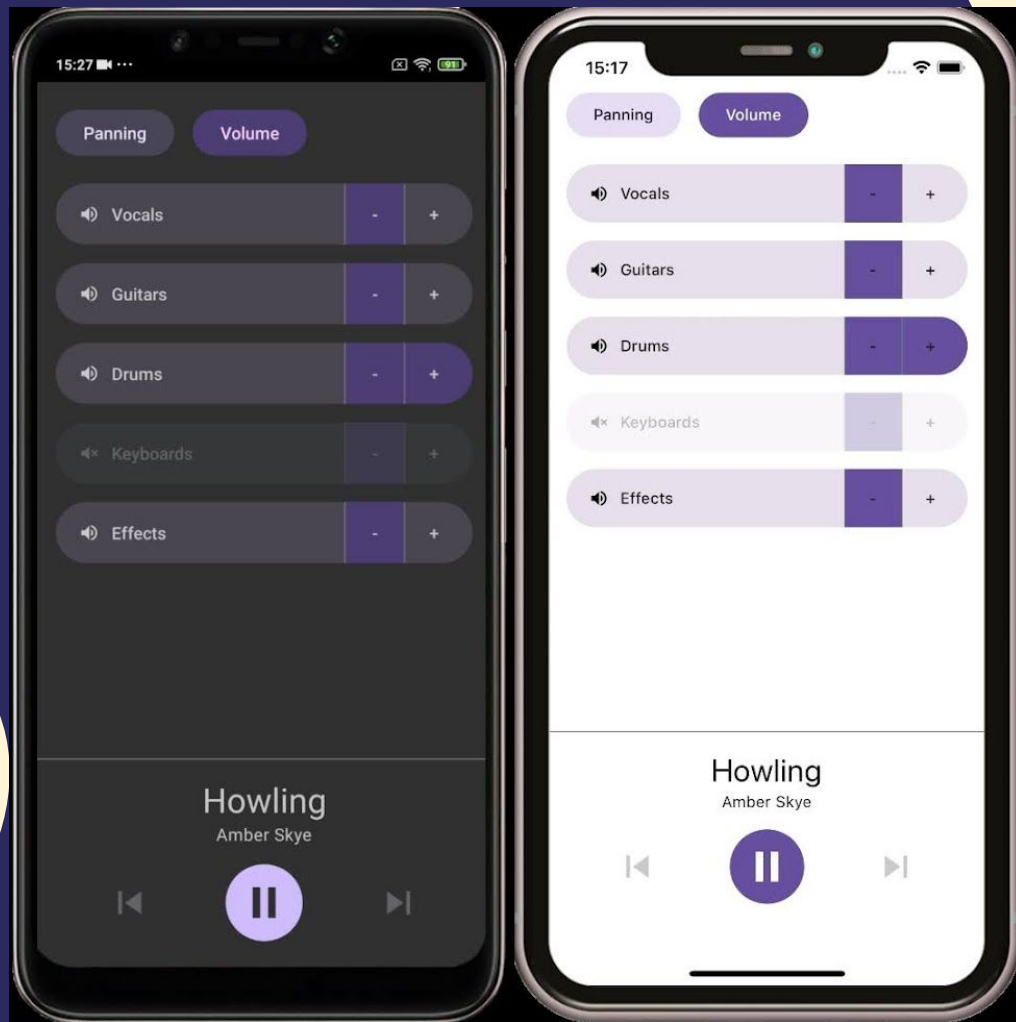 15:27
91
Panning Volume
Vocals - +
Guitars - +
Drums - +
Keyboards - +
Effects - +
Howling
Amber Skye
15:17
Panning Volume
Vocals - +
Guitars - +
Drums - +
Keyboards - +
Effects - +
Howling
Amber Skye